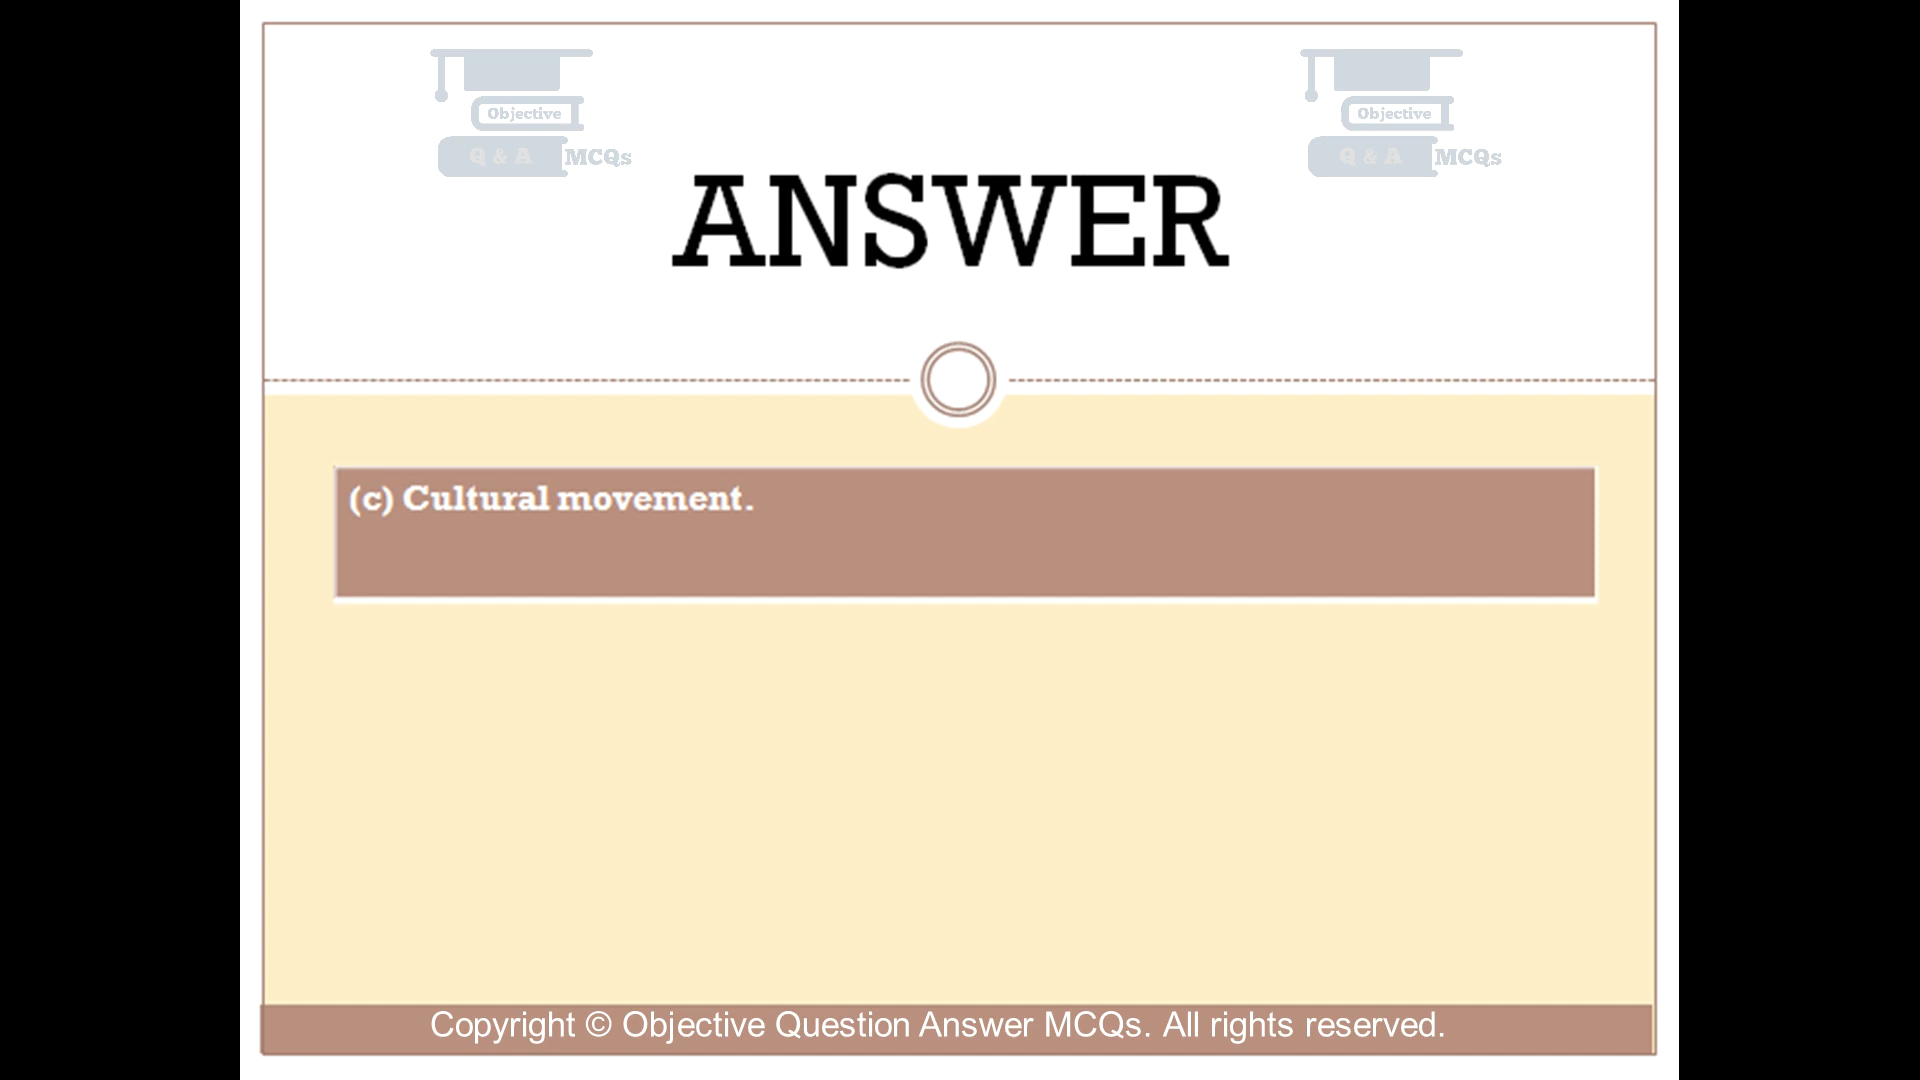 Objective
Q & A MCQs
Objective
Q & A MCQs
ANSWER
(c) Cultural movement.
Copyright © Objective Question Answer MCQs. All rights reserved.